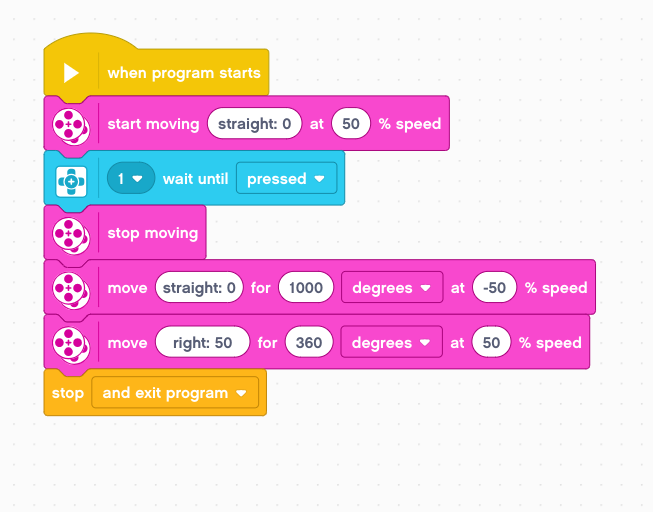 when program starts
start moving straight: 0 at 50 % speed
1 wait until pressed
stop moving
move straight: 0 for 1000 degrees at -50 % speed
move right: 50 for 360 degrees at 50 % speed
stop and exit program